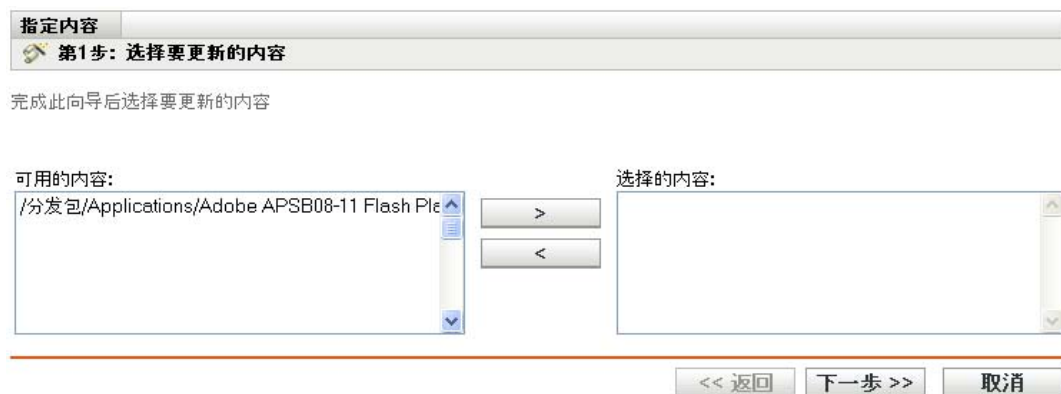 指定内容
第1步: 选择要更新的内容
完成此向导后选择要更新的内容
可用的内容:
选择的内容:
/分发包/Applications/Adobe APSB08-11 Flash Pla
>
<
<< 返回
下一步 >>
取消